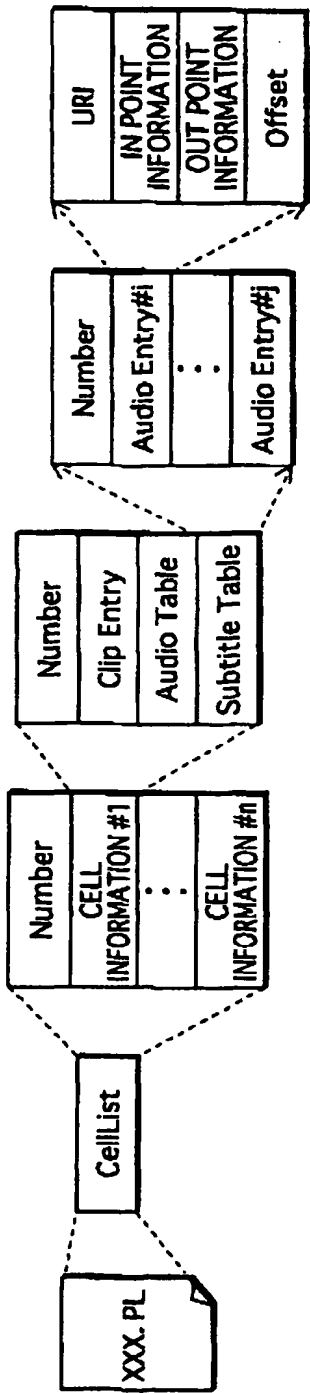 XXX. PL
CellList
Number
CELL
INFORMATION #1
...
CELL
INFORMATION #n
Number
Clip Entry
Audio Table
Subtitle Table
Number
Audio Entry#i
...
Audio Entry#j
URI
IN POINT
INFORMATION
OUT POINT
INFORMATION
Offset